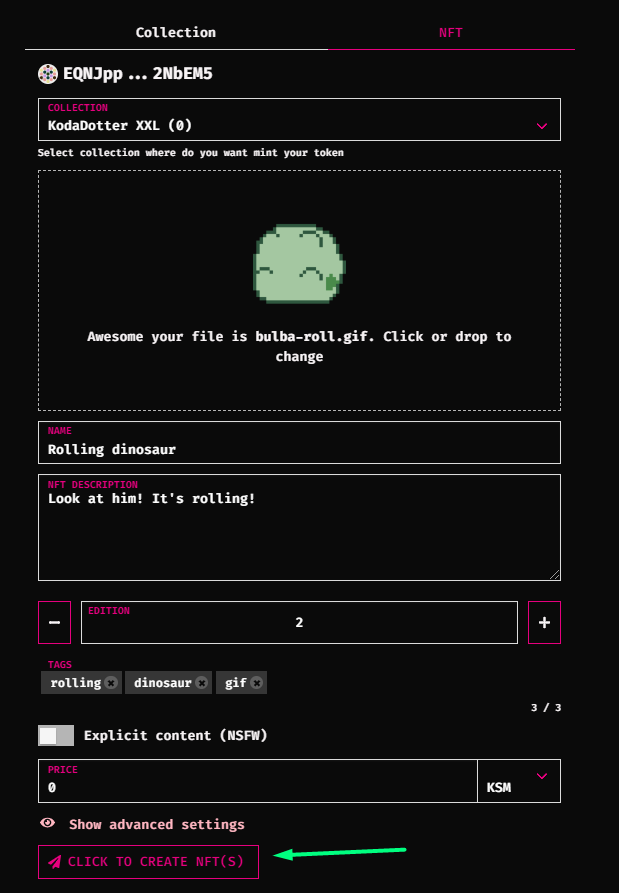 Collection
NFT
EQNJpp ... 2NbEM5
COLLECTION
KodaDotter XXL (0)
Select collection where do you want mint your token
Awesome your file is bulba-roll.gif. Click or drop to
change
NAME
Rolling dinosaur
NFT DESCRIPTION
Look at him! It's rolling!
EDITION
2
TAGS
rolling
dinosaur
gif
3 / 3
Explicit content (NSFW)
PRICE
0
KSM
Show advanced settings
CLICK TO CREATE NFT(S)